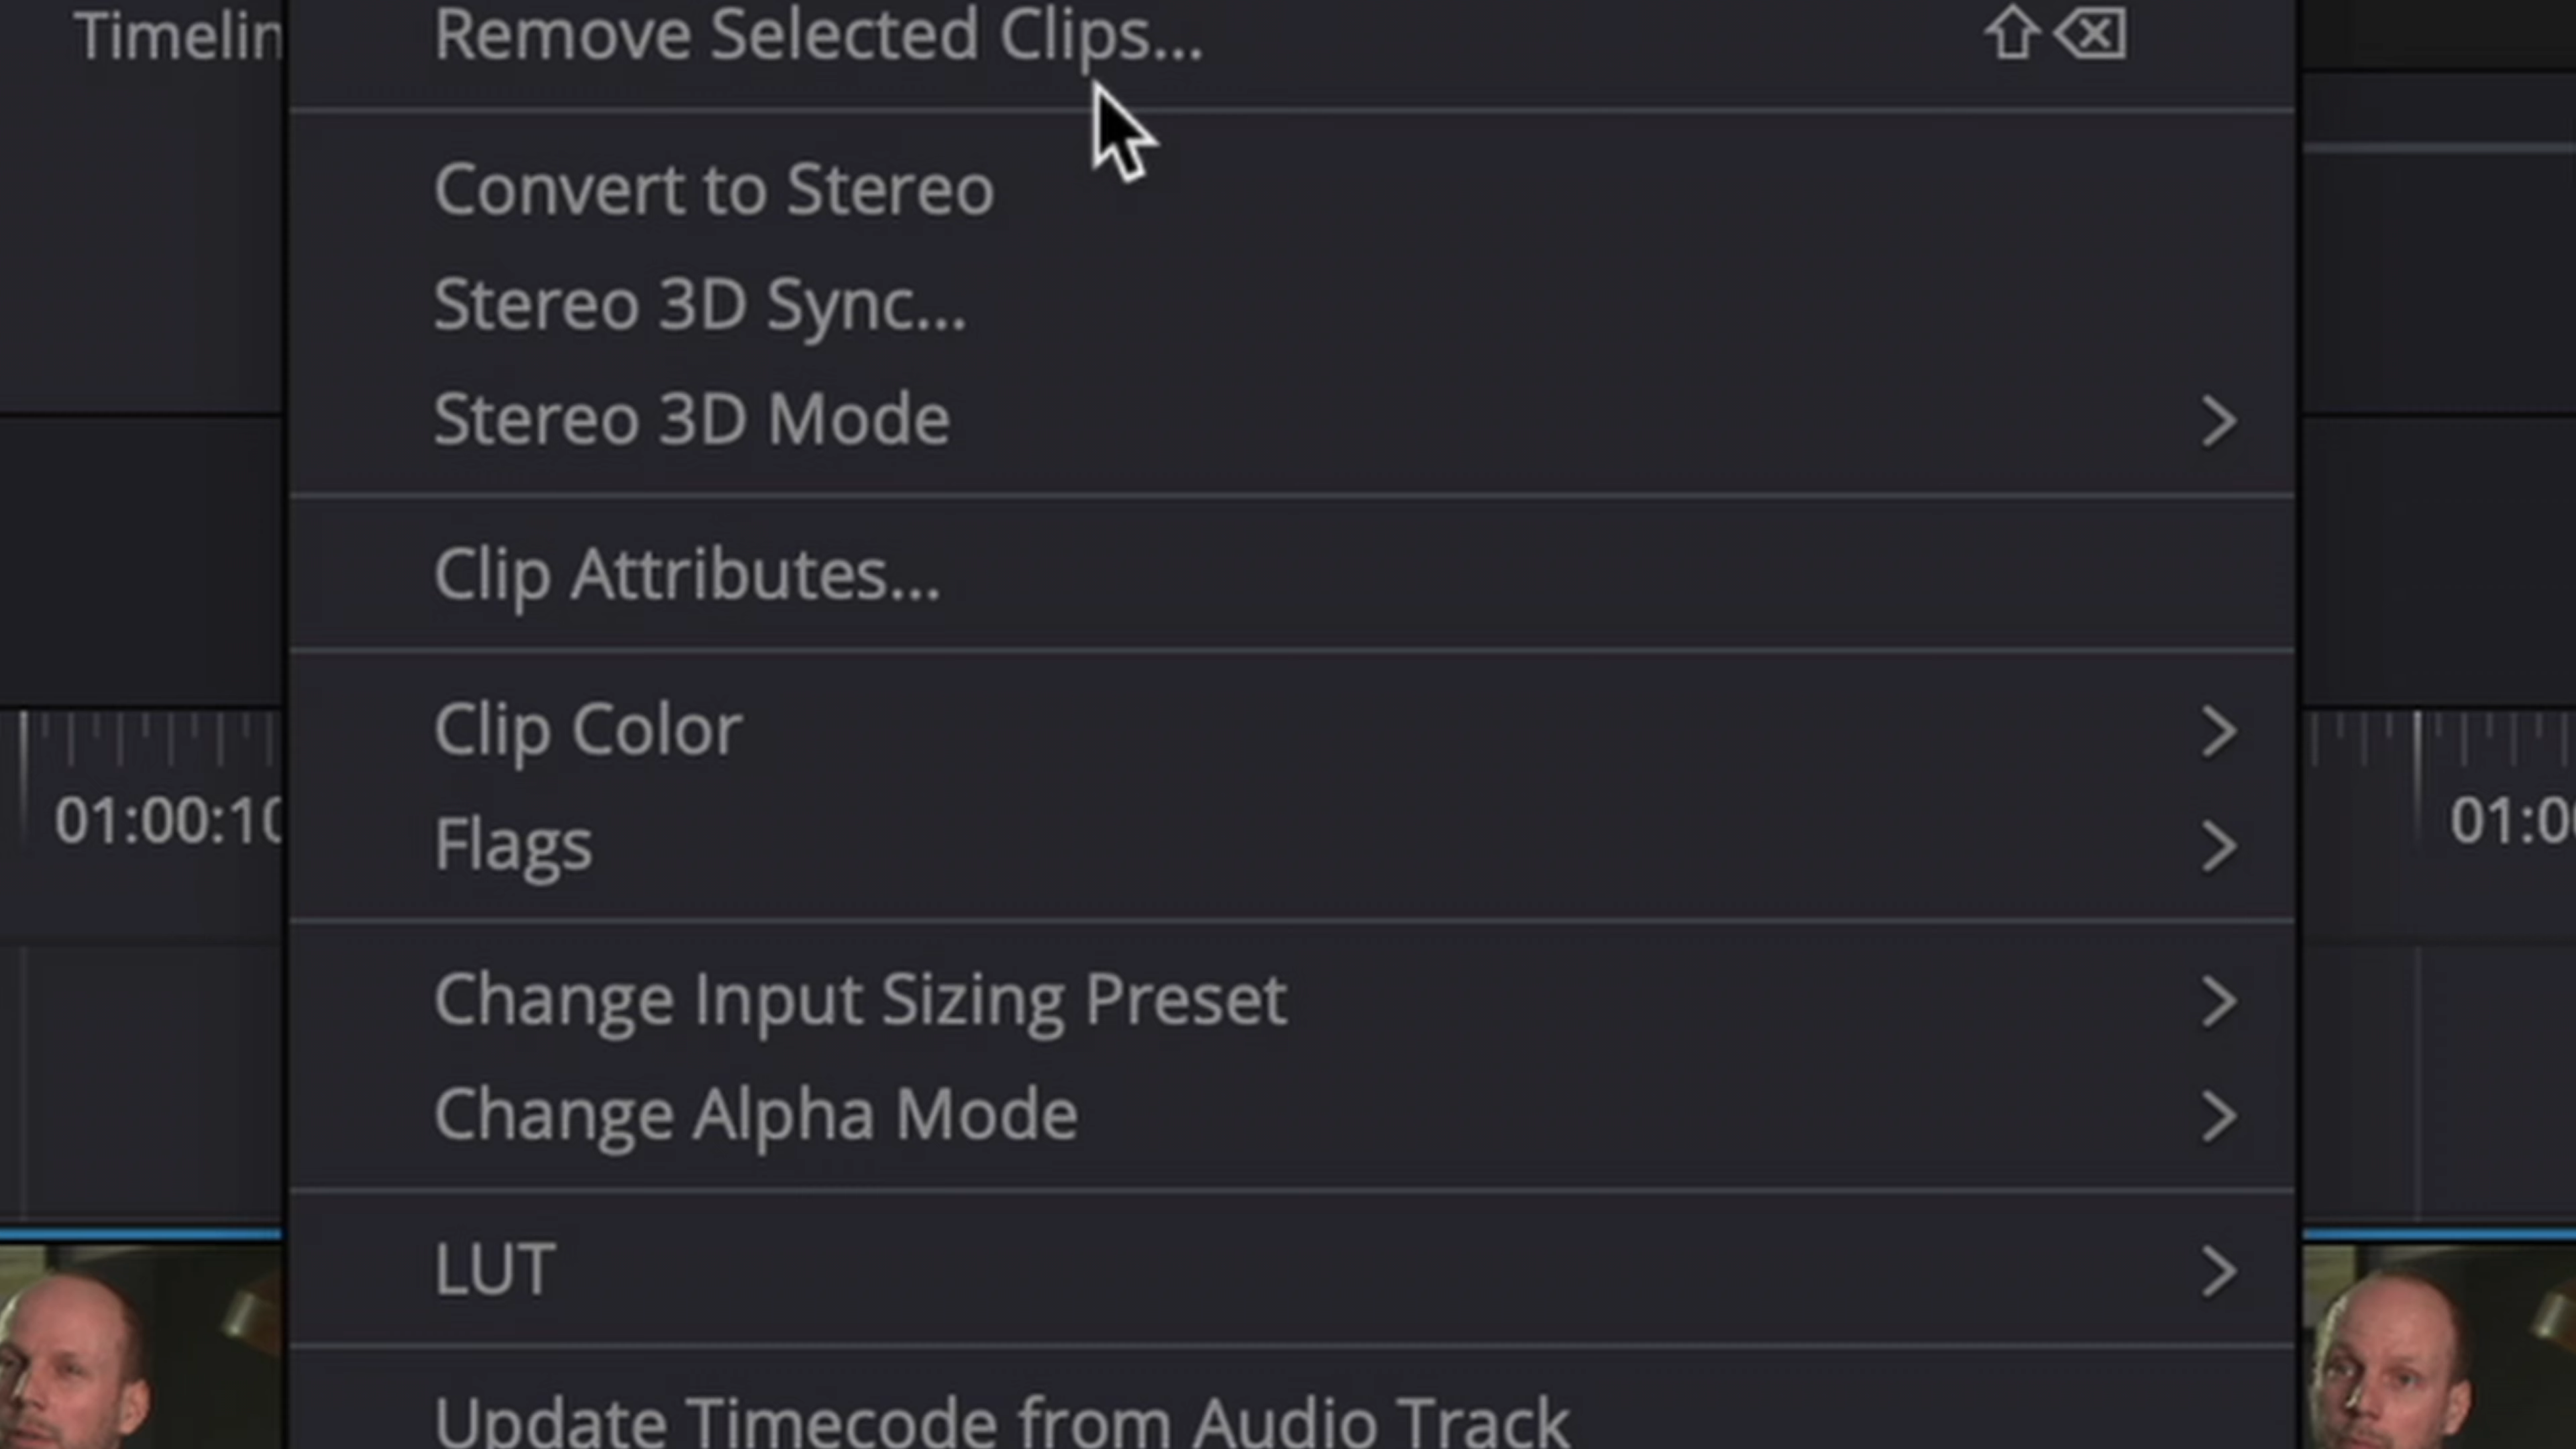 Timelin
Remove Selected Clips...
Convert to Stereo
Stereo 3D Sync...
Stereo 3D Mode
Clip Attributes...
Clip Color
01:00:10
01:0
Flags
Change Input Sizing Preset
Change Alpha Mode
LUT
Update Timecode from Audio Track